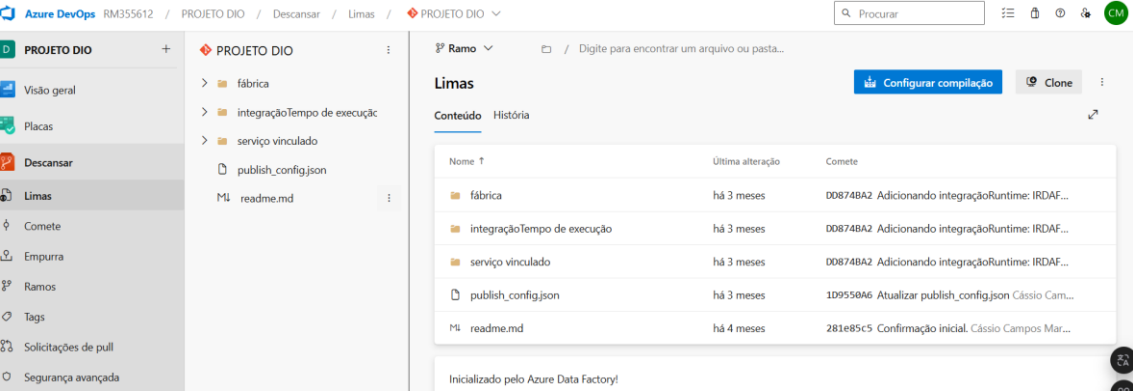 Azure DevOps RM355612 / PROJETO DIO / Descansar / Limas / PROJETO DIO
Procurar
CM
D PROJETO DIO +
Visão geral
Placas
Descansar
Limas
Comete
Empurra
Ramos
Tags
Solicitações de pull
Segurança avançada
PROJETO DIO
fábrica
integraçãoTempo de execução
serviço vinculado
publish_config.json
M↓ readme.md
Ramo
/ Digite para encontrar um arquivo ou pasta...
Limas
Configurar compilação
Clone
Conteúdo História
Nome ↑ Última alteração Comete
fábrica há 3 meses DD874BA2 Adicionando integraçãoRuntime: IRDAF...
integraçãoTempo de execução há 3 meses DD874BA2 Adicionando integraçãoRuntime: IRDAF...
serviço vinculado há 3 meses DD874BA2 Adicionando integraçãoRuntime: IRDAF...
publish_config.json há 3 meses 1D9550A6 Atualizar publish_config.json Cássio Cam...
M↓ readme.md há 4 meses 281e85c5 Confirmação inicial. Cássio Campos Mar...
Inicializado pelo Azure Data Factory!